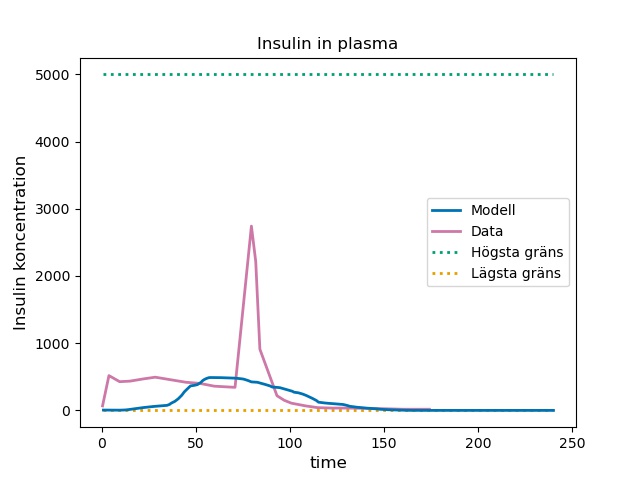 Insulin in plasma
Insulin koncentration
5000
4000
3000
2000
1000
0
0
50
100
150
200
250
time
Modell
Data
Högsta gräns
Lägsta gräns